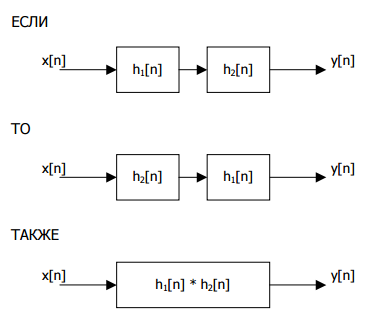 ЕСЛИ
x[n] h₁[n] h₂[n] y[n]
ТО
x[n] h₂[n] h₁[n] y[n]
ТАКЖЕ
x[n] h₁[n] * h₂[n] y[n]